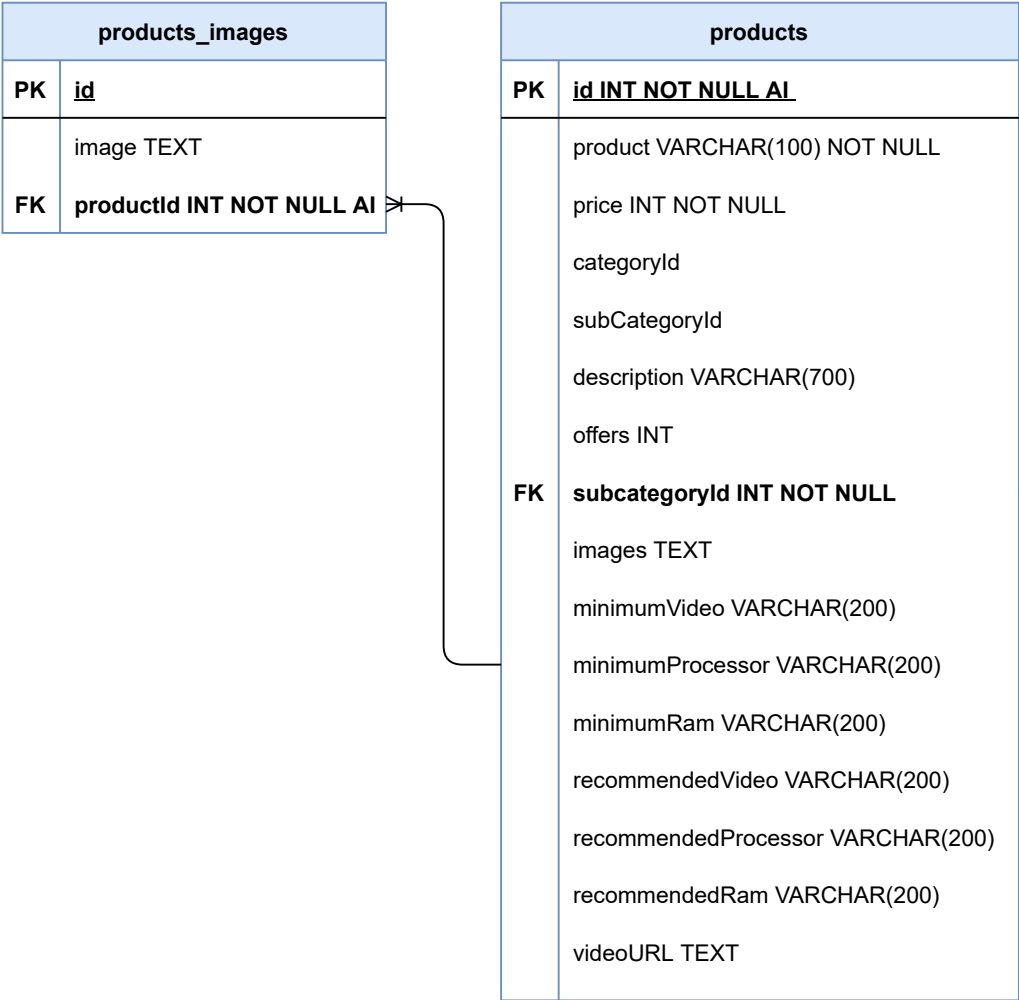 products_images
PK id
image TEXT
FK productId INT NOT NULL AI
products
PK id INT NOT NULL AI
product VARCHAR(100) NOT NULL
price INT NOT NULL
categoryId
subCategoryId
description VARCHAR(700)
offers INT
FK subcategoryId INT NOT NULL
images TEXT
minimumVideo VARCHAR(200)
minimumProcessor VARCHAR(200)
minimumRam VARCHAR(200)
recommendedVideo VARCHAR(200)
recommendedProcessor VARCHAR(200)
recommendedRam VARCHAR(200)
videoURL TEXT